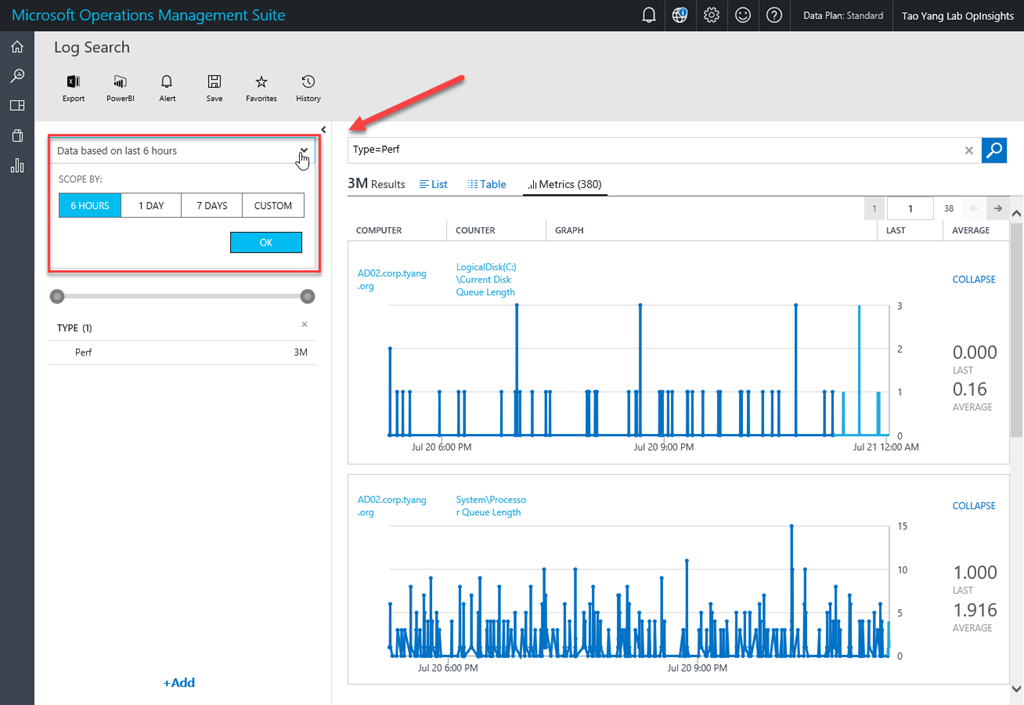 Microsoft Operations Management Suite
Data Plan: Standard
Tao Yang Lab OpInsights
Log Search
Export
PowerBI
Alert
Save
Favorites
History
Data based on last 6 hours
SCOPE BY:
6 HOURS
1 DAY
7 DAYS
CUSTOM
OK
TYPE (1)
Perf
3M
+Add
Type=Perf
3M Results
List
Table
Metrics (380)
1
1
38
COMPUTER
COUNTER
GRAPH
LAST
AVERAGE
AD02.corp.tyang
.org
LogicalDisk(C:)
\Current Disk
Queue Length
COLLAPSE
3
2
1
0
Jul 20 6:00 PM
Jul 20 9:00 PM
Jul 21 12:00 AM
0.000
LAST
0.16
AVERAGE
AD02.corp.tyang
.org
System\Processo
r Queue Length
COLLAPSE
15
10
5
0
Jul 20 6:00 PM
Jul 20 9:00 PM
1.000
LAST
1.916
AVERAGE